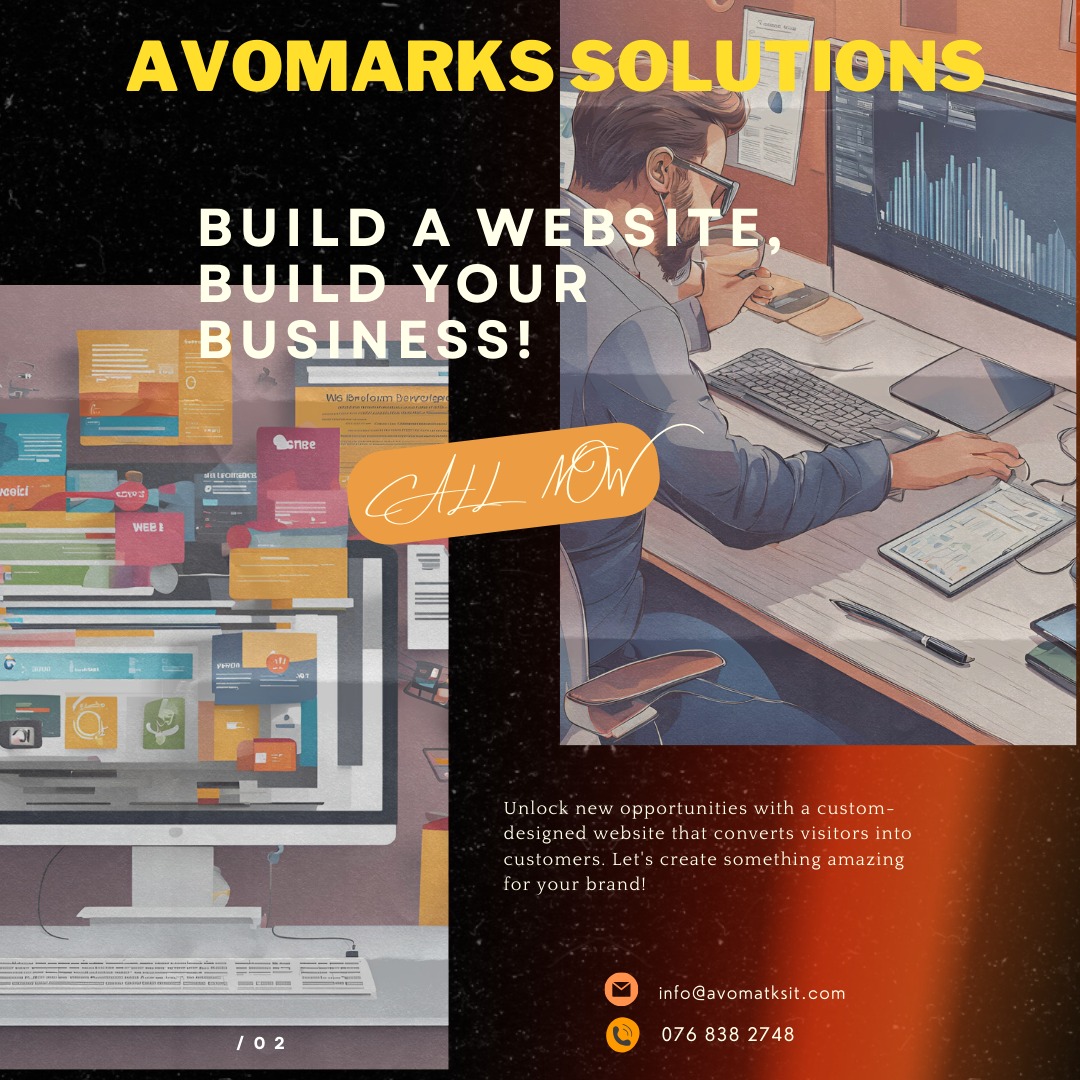 AVOMARKS SOLUTIONS
BUILD A WEBSITE,
BUILD YOUR
BUSINESS!
WEB I
CALL NOW
Unlock new opportunities with a custom-
designed website that converts visitors into
customers. Let's create something amazing
for your brand!
info@avomatksit.com
076 838 2748
/ 0 2